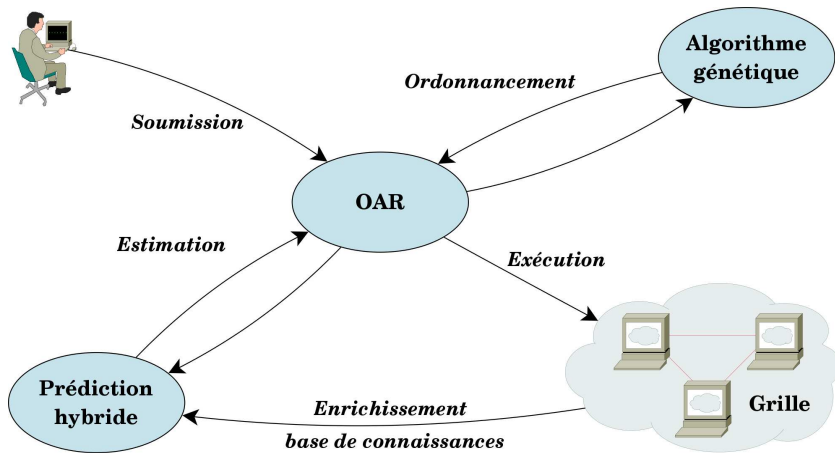 Algorithme
génétique
Ordonnancement
Soumission
OAR
Estimation
Exécution
Prédiction
hybride
Enrichissement
base de connaissances
Grille